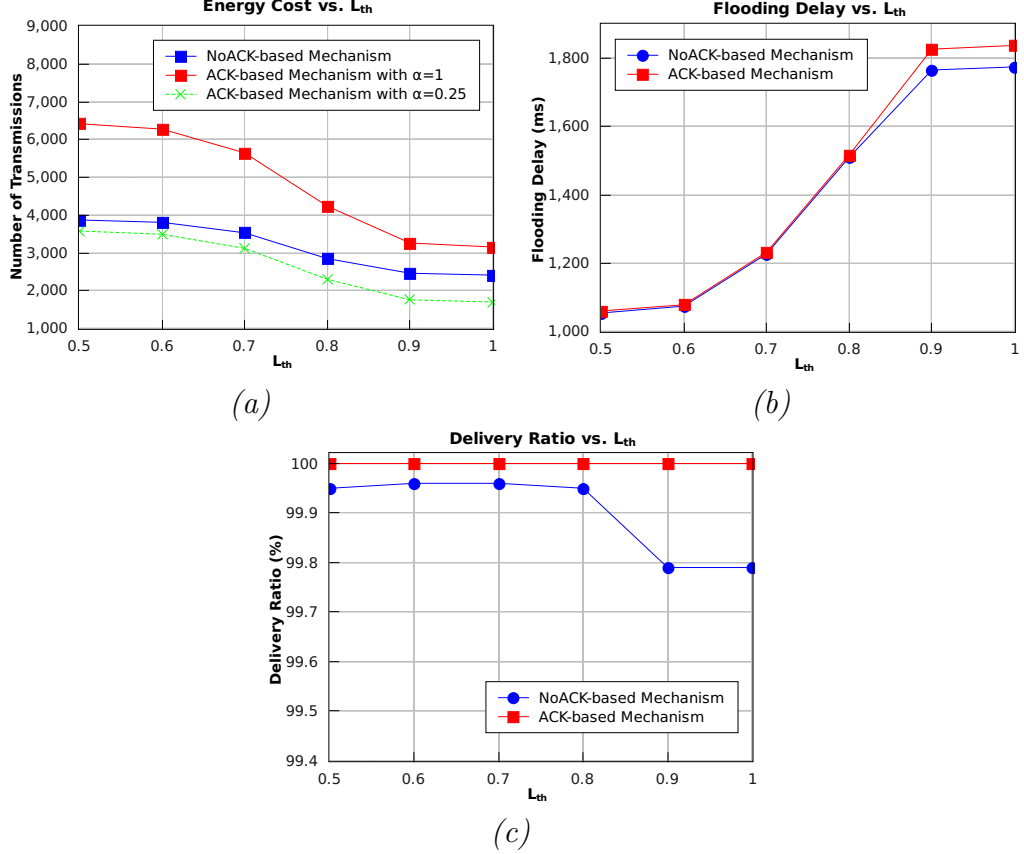 Energy Cost vs. Lth
9,000
8,000
7,000
6,000
5,000
4,000
3,000
2,000
1,000
Number of Transmissions
NoACK-based Mechanism
ACK-based Mechanism with α=1
ACK-based Mechanism with α=0.25
0.5 0.6 0.7 0.8 0.9 1
Lth
(a)
Flooding Delay vs. Lth
1,800
1,600
1,400
1,200
1,000
Flooding Delay (ms)
NoACK-based Mechanism
ACK-based Mechanism
0.5 0.6 0.7 0.8 0.9 1
Lth
(b)
Delivery Ratio vs. Lth
100
99.9
99.8
99.7
99.6
99.5
99.4
Delivery Ratio (%)
NoACK-based Mechanism
ACK-based Mechanism
0.5 0.6 0.7 0.8 0.9 1
Lth
(c)